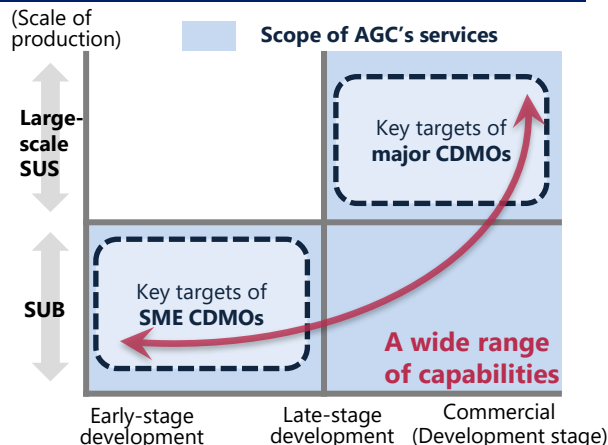 (Scale of
production)
Scope of AGC's services
Large-
scale
SUS
Key targets of
major CDMOs
SUB
Key targets of
SME CDMOs
A wide range
of capabilities
Early-stage
development
Late-stage
development
Commercial
(Development stage)